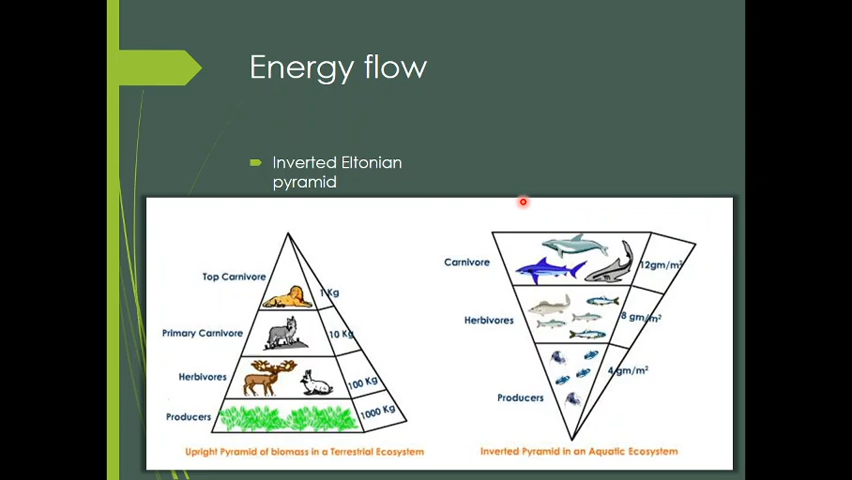 Energy flow
Inverted Eltonian
pyramid
Top Carnivore
1 Kg
Primary Carnivore
10 Kg
Herbivores
100 Kg
Producers
1000 Kg
Upright Pyramid of biomass in a Terrestrial Ecosystem
Carnivore
12gm/m²
Herbivores
8 gm/m²
Producers
4 gm/m²
Inverted Pyramid in an Aquatic Ecosystem